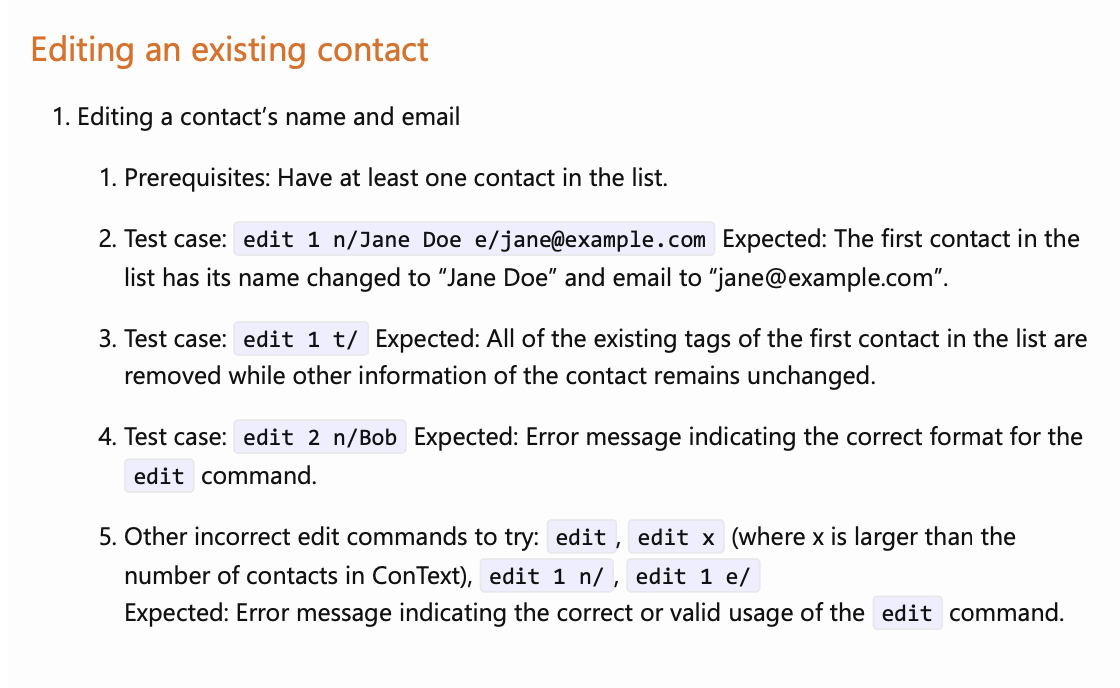 Editing an existing contact
1. Editing a contact’s name and email
1. Prerequisites: Have at least one contact in the list.
2. Test case: edit 1 n/Jane Doe e/jane@example.com Expected: The first contact in the
list has its name changed to “Jane Doe” and email to “jane@example.com”.
3. Test case: edit 1 t/ Expected: All of the existing tags of the first contact in the list are
removed while other information of the contact remains unchanged.
4. Test case: edit 2 n/Bob Expected: Error message indicating the correct format for the
edit command.
5. Other incorrect edit commands to try: edit, edit x (where x is larger than the
number of contacts in ConText), edit 1 n/, edit 1 e/
Expected: Error message indicating the correct or valid usage of the edit command.